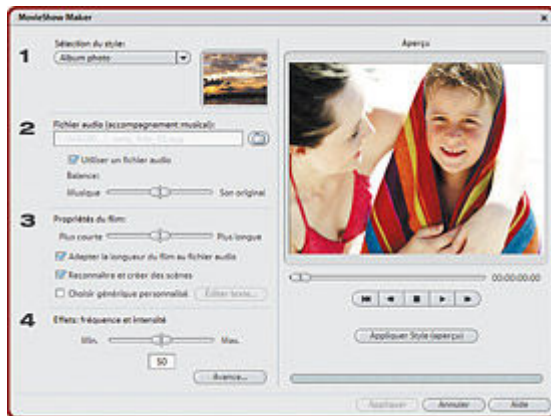 MovieShow Maker
1
Sélection du style:
Album photo
2
Fichier audio (accompagnement musical):
Utiliser un fichier audio
Balance:
Musique Son original
3
Propriétés du film:
Plus courte Plus longue
Adapter la longueur du film au fichier audio
Reconnaître et créer des scènes
Choisir générique personnalisé Éditer texte...
4
Effets: fréquence et intensité
Min. Max.
50
Avance...
Aperçu
00:00:00:00
Appliquer Style (aperçu)
Appliquer Annuler Aide